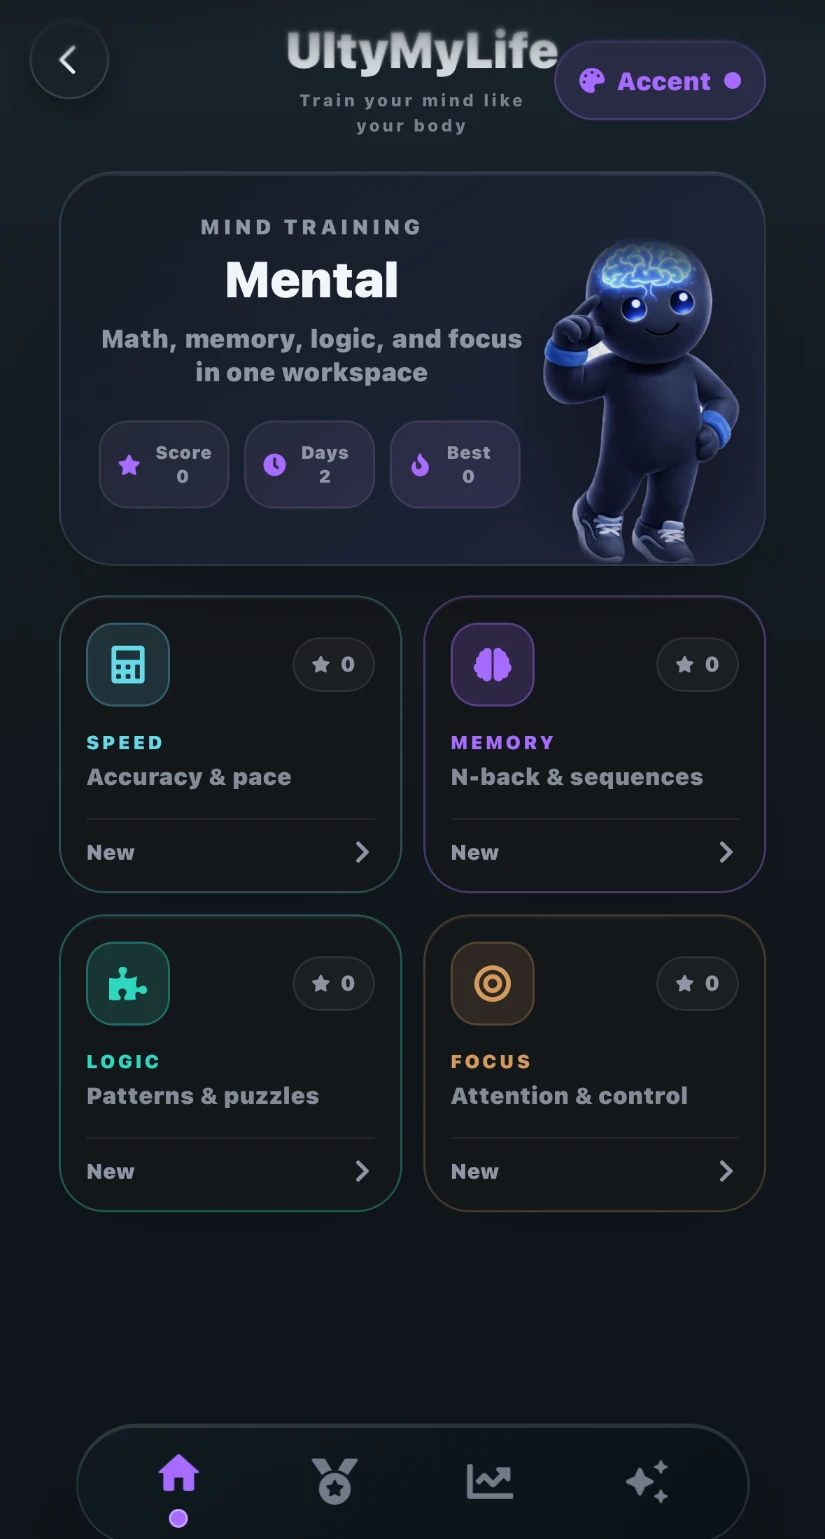 UltyMyLife
Train your mind like
your body
Accent
MIND TRAINING
Mental
Math, memory, logic, and focus
in one workspace
Score
0
Days
2
Best
0
0
SPEED
Accuracy & pace
New
0
MEMORY
N-back & sequences
New
0
LOGIC
Patterns & puzzles
New
0
FOCUS
Attention & control
New